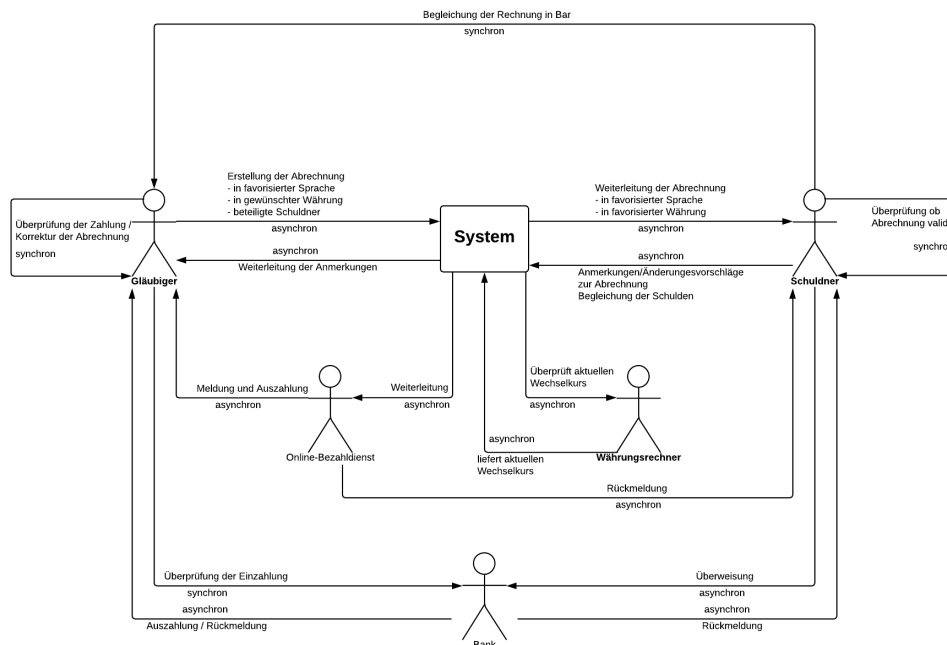 Begleichung der Rechnung in Bar
synchron
Erstellung der Abrechnung
- in favorisierter Sprache
- in gewünschter Währung
- beteiligte Schuldner
asynchron
Weiterleitung der Abrechnung
- in favorisierter Sprache
- in favorisierter Währung
asynchron
Überprüfung der Zahlung /
Korrektur der Abrechnung
synchron
Überprüfung ob
Abrechnung valid
synchro
System
asynchron
Weiterleitung der Anmerkungen
asynchron
Anmerkungen/Änderungsvorschläge
zur Abrechnung
Begleichung der Schulden
Gläubiger
Schuldner
Meldung und Auszahlung
asynchron
Weiterleitung
asynchron
Überprüft aktuellen
Wechselkurs
asynchron
Online-Bezahldienst
asynchron
liefert aktuellen
Wechselkurs
Währungsrechner
Rückmeldung
asynchron
Überprüfung der Einzahlung
synchron
asynchron
Auszahlung / Rückmeldung
Überweisung
asynchron
asynchron
Rückmeldung
Bank